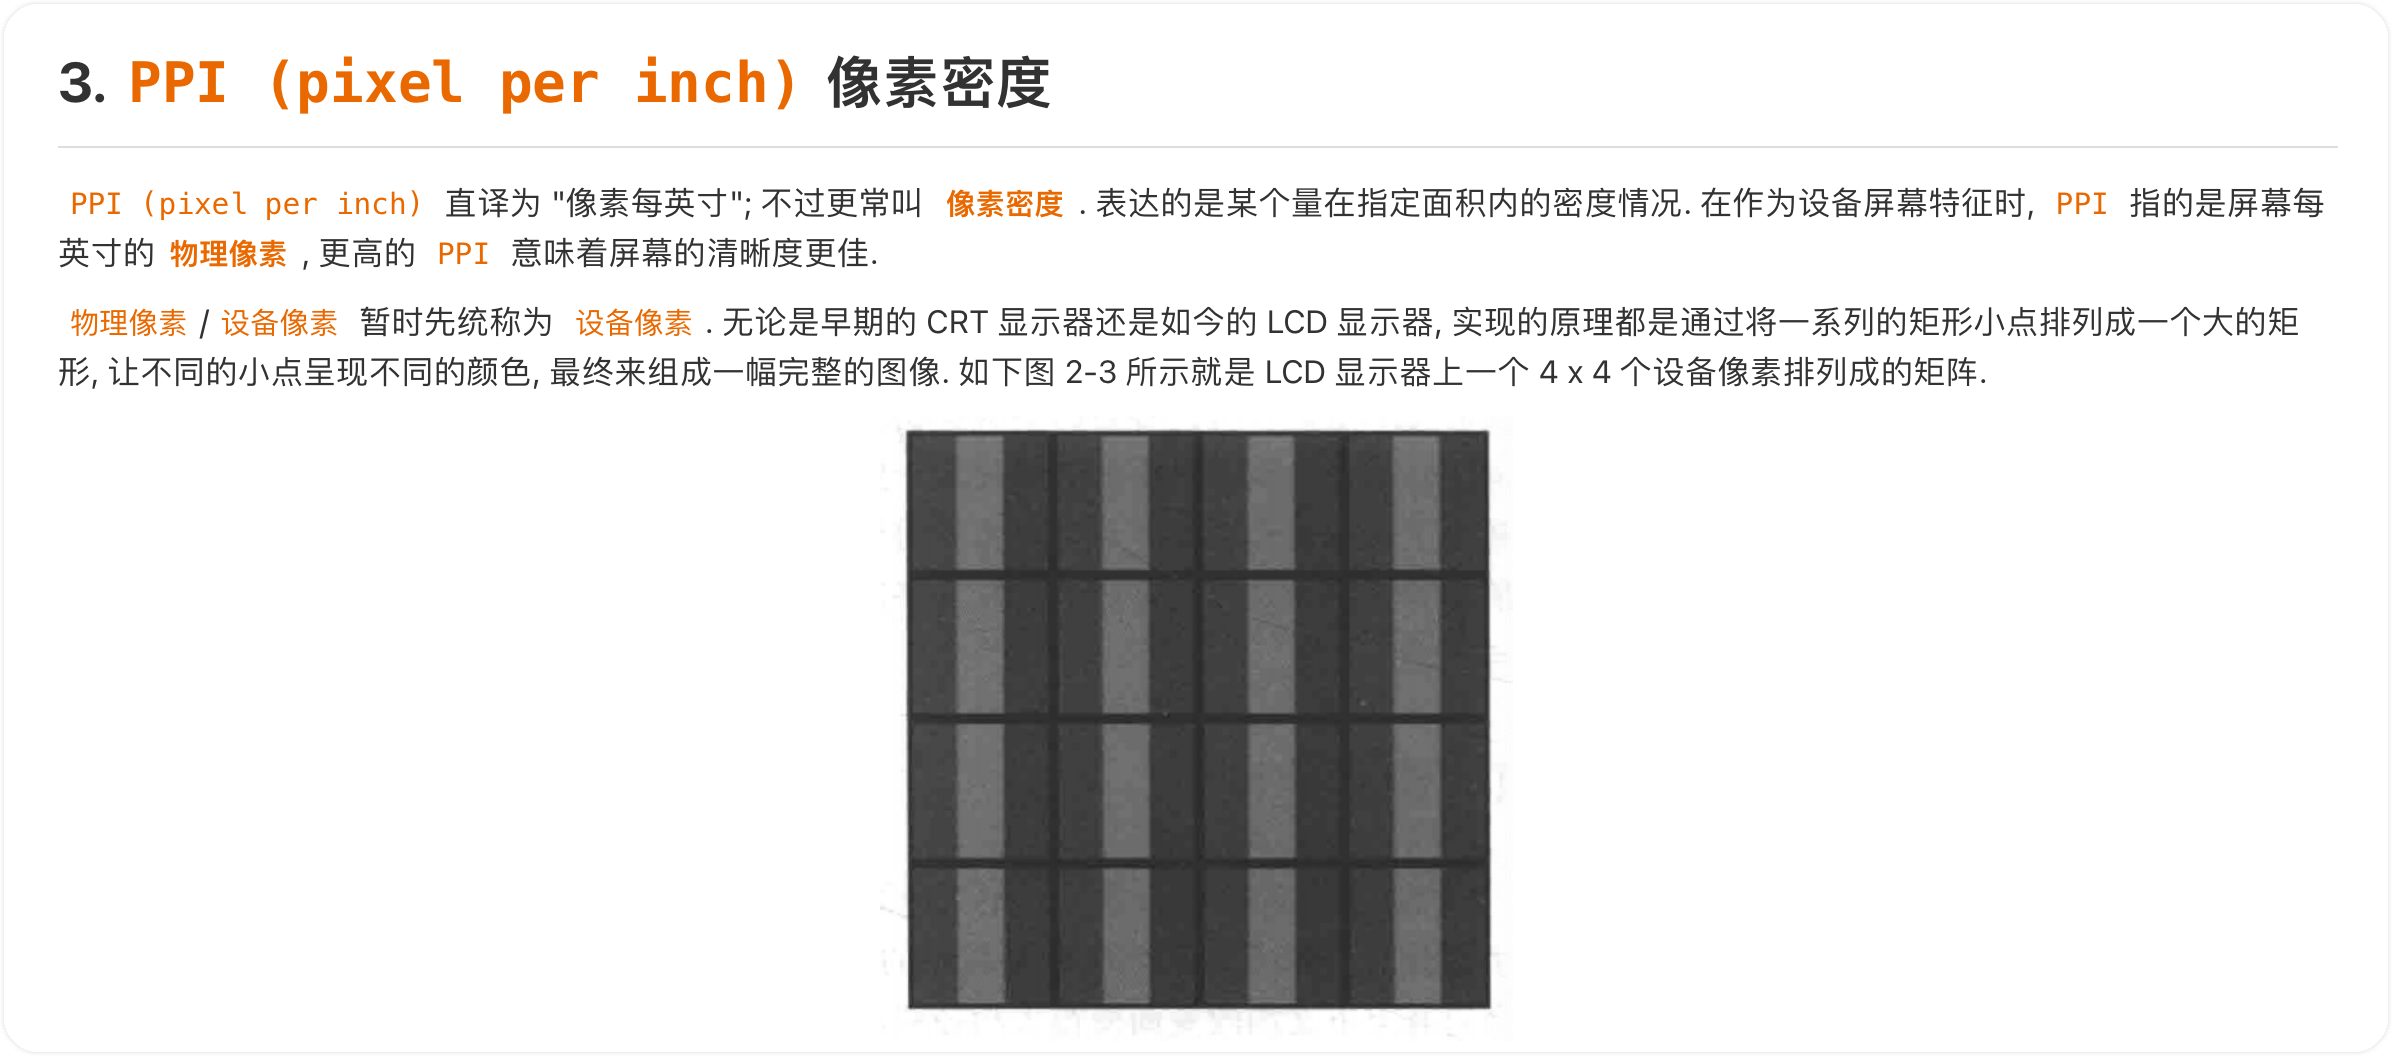 3. PPI (pixel per inch) 像素密度
PPI (pixel per inch) 直译为 "像素每英寸"; 不过更常叫 像素密度 . 表达的是某个量在指定面积内的密度情况. 在作为设备屏幕特征时, PPI 指的是屏幕每
英寸的 物理像素 , 更高的 PPI 意味着屏幕的清晰度更佳.
物理像素 / 设备像素 暂时先统称为 设备像素 . 无论是早期的 CRT 显示器还是如今的 LCD 显示器, 实现的原理都是通过将一系列的矩形小点排列成一个大的矩
形, 让不同的小点呈现不同的颜色, 最终来组成一幅完整的图像. 如下图 2-3 所示就是 LCD 显示器上一个 4 x 4 个设备像素排列成的矩阵.